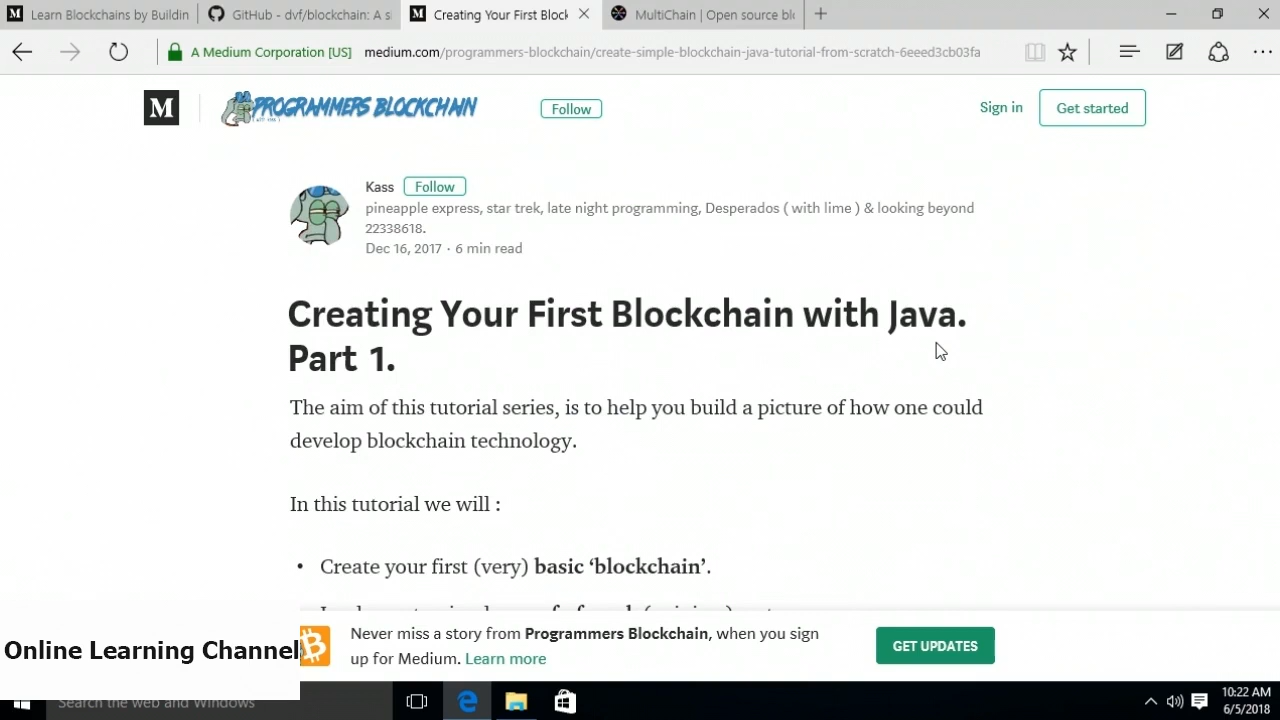 Learn Blockchains by Buildin
GitHub - dvf/blockchain: A s
Creating Your First Block
MultiChain | Open source bl
A Medium Corporation [US]
medium.com/programmers-blockchain/create-simple-blockchain-java-tutorial-from-scratch-6eeed3cb03fa
M
PROGRAMMERS BLOCKCHAIN
Follow
Sign in
Get started
Kass
Follow
pineapple express, star trek, late night programming, Desperados ( with lime ) & looking beyond
22338618.
Dec 16, 2017 · 6 min read
Creating Your First Blockchain with Java.
Part 1.
The aim of this tutorial series, is to help you build a picture of how one could
develop blockchain technology.
In this tutorial we will :
• Create your first (very) basic ‘blockchain’.
Never miss a story from Programmers Blockchain, when you sign
up for Medium. Learn more
GET UPDATES
Online Learning Channel
Search the web and Windows
10:22 AM
6/5/2018